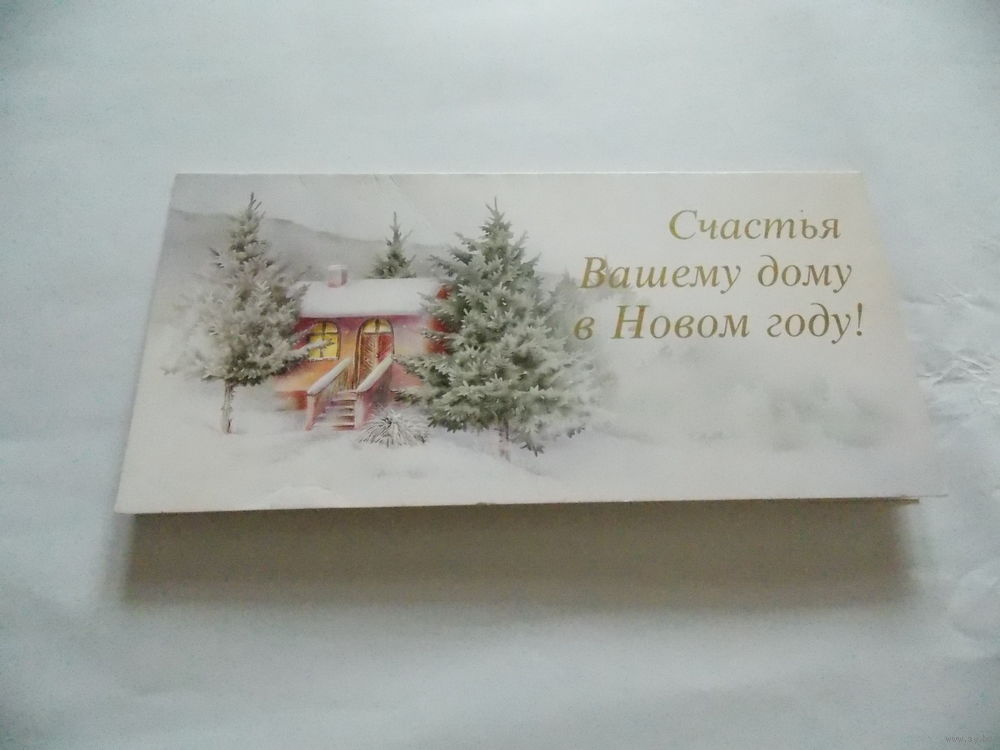 Счастья
Вашему дому
в Новом году!